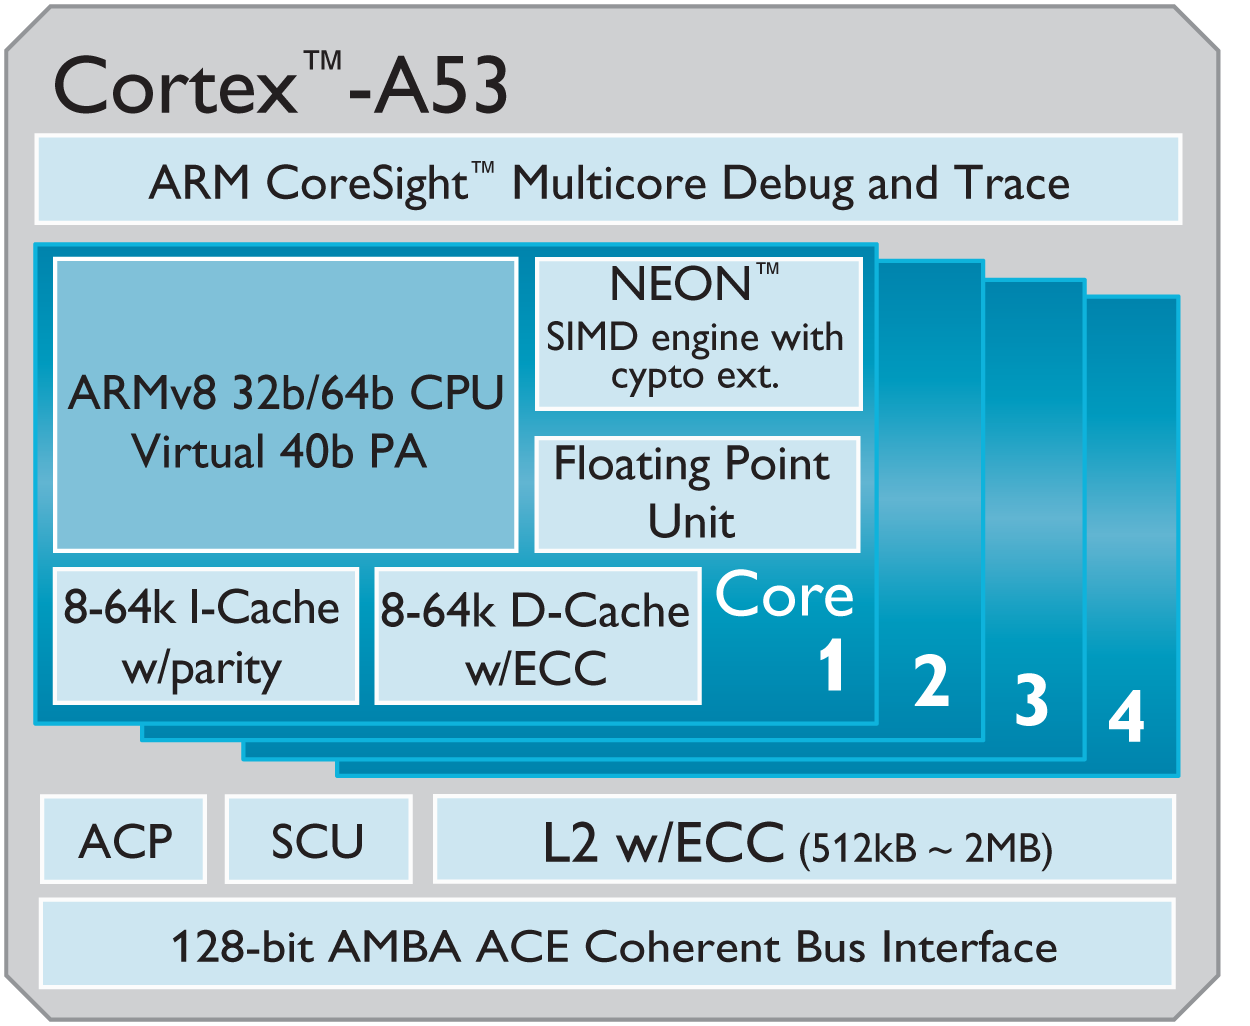 Cortex™-A53
ARM CoreSight™ Multicore Debug and Trace
ARMv8 32b/64b CPU
Virtual 40b PA
NEON™
SIMD engine with
cypto ext.
Floating Point
Unit
8-64k I-Cache
w/parity
8-64k D-Cache
w/ECC
Core
1
2
3
4
ACP
SCU
L2 w/ECC (512kB ~ 2MB)
128-bit AMBA ACE Coherent Bus Interface